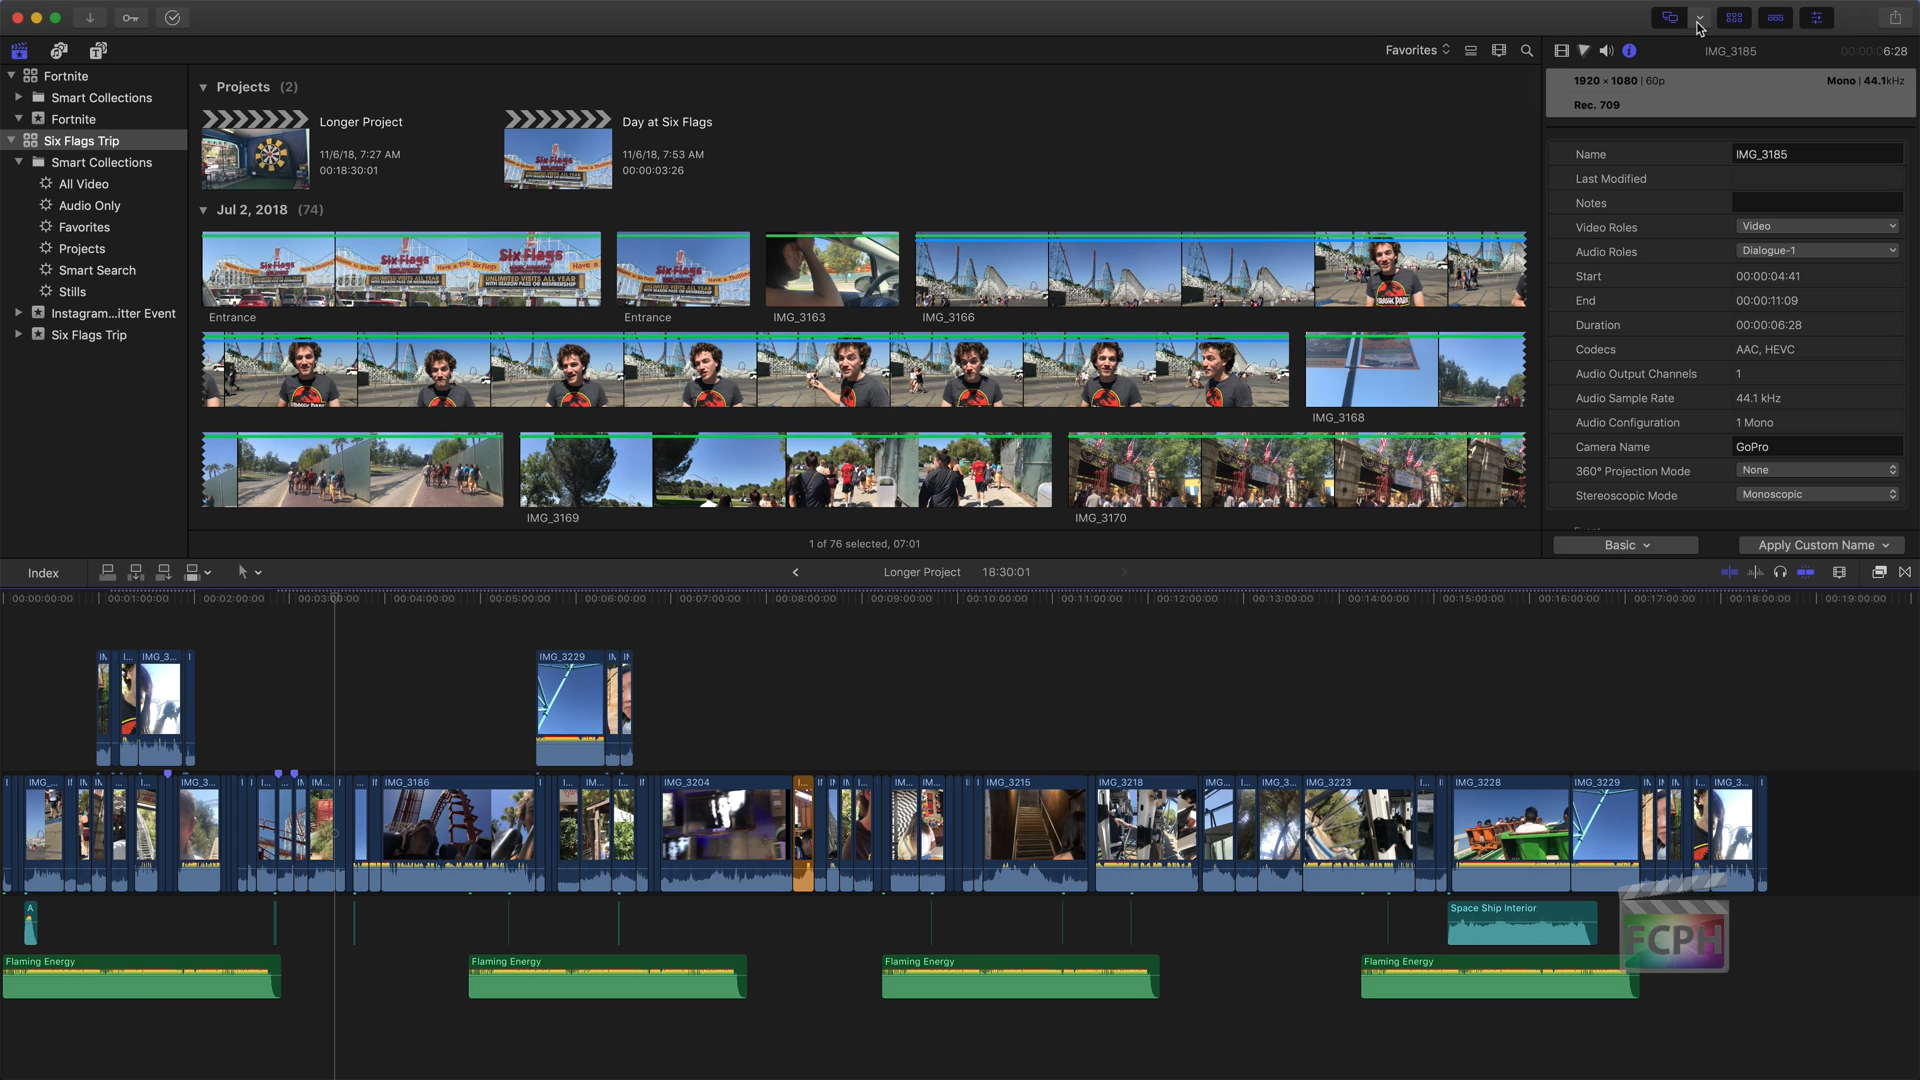 Favorites
IMG_3185
00:00:06:28
Fortnite
Smart Collections
Fortnite
Six Flags Trip
Smart Collections
All Video
Audio Only
Favorites
Projects
Smart Search
Stills
Instagram...itter Event
Six Flags Trip
Projects (2)
Longer Project
11/6/18, 7:27 AM
00:18:30:01
Day at Six Flags
11/6/18, 7:53 AM
00:00:03:26
Jul 2, 2018 (74)
Entrance
Entrance
IMG_3163
IMG_3166
IMG_3168
IMG_3169
IMG_3170
1 of 76 selected, 07:01
1920 × 1080 | 60p
Mono | 44.1kHz
Rec. 709
Name IMG_3185
Last Modified
Notes
Video Roles Video
Audio Roles Dialogue-1
Start 00:00:04:41
End 00:00:11:09
Duration 00:00:06:28
Codecs AAC, HEVC
Audio Output Channels 1
Audio Sample Rate 44.1 kHz
Audio Configuration 1 Mono
Camera Name GoPro
360° Projection Mode None
Stereoscopic Mode Monoscopic
Basic
Apply Custom Name
Index
Longer Project 18:30:01
00:00:00:00 00:01:00:00 00:02:00:00 00:03:00:00 00:04:00:00 00:05:00:00 00:06:00:00 00:07:00:00 00:08:00:00 00:09:00:00 00:10:00:00 00:11:00:00 00:12:00:00 00:13:00:00 00:14:00:00 00:15:00:00 00:16:00:00 00:17:00:00 00:18:00:00 00:19:00:00
I... IMG_3... I IMG_3229
IMG_... IMG_3... IM... IMG_3186 I... IM... I... IMG_3204 I... I... IM... IM... IMG_3215 IMG_3218 IMG... I... IMG_3... IMG_3223 I... IMG_3228 IMG_3229 I... IMG_3...
A
Space Ship Interior
FCPH
Flaming Energy Flaming Energy Flaming Energy Flaming Energy